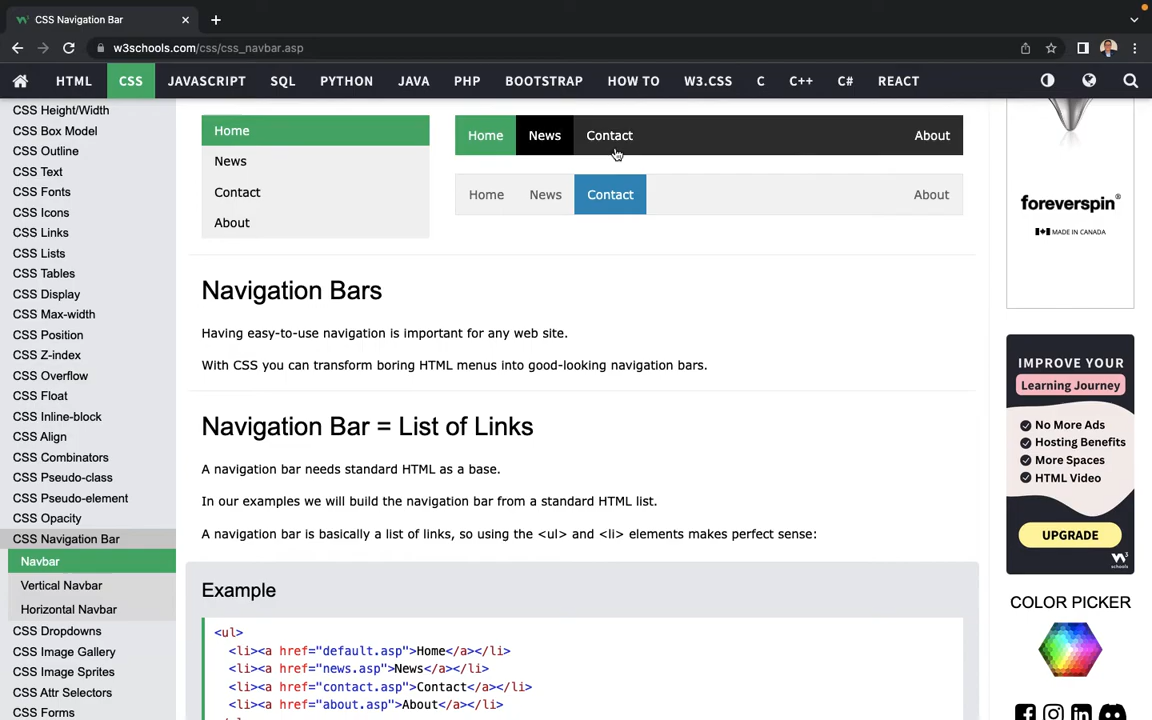 CSS Navigation Bar
w3schools.com/css/css_navbar.asp
HTML CSS JAVASCRIPT SQL PYTHON JAVA PHP BOOTSTRAP HOW TO W3.CSS C C++ C# REACT
CSS Height/Width
CSS Box Model
CSS Outline
CSS Text
CSS Fonts
CSS Icons
CSS Links
CSS Lists
CSS Tables
CSS Display
CSS Max-width
CSS Position
CSS Z-index
CSS Overflow
CSS Float
CSS Inline-block
CSS Align
CSS Combinators
CSS Pseudo-class
CSS Pseudo-element
CSS Opacity
CSS Navigation Bar
Navbar
Vertical Navbar
Horizontal Navbar
CSS Dropdowns
CSS Image Gallery
CSS Image Sprites
CSS Attr Selectors
CSS Forms
Home
News
Contact
About
Home News Contact About
Home News Contact About
Navigation Bars
Having easy-to-use navigation is important for any web site.
With CSS you can transform boring HTML menus into good-looking navigation bars.
Navigation Bar = List of Links
A navigation bar needs standard HTML as a base.
In our examples we will build the navigation bar from a standard HTML list.
A navigation bar is basically a list of links, so using the <ul> and <li> elements makes perfect sense:
Example
<ul>
<li><a href="default.asp">Home</a></li>
<li><a href="news.asp">News</a></li>
<li><a href="contact.asp">Contact</a></li>
<li><a href="about.asp">About</a></li>
foreverspin®
MADE IN CANADA
IMPROVE YOUR
Learning Journey
No More Ads
Hosting Benefits
More Spaces
HTML Video
UPGRADE
W3
schools
COLOR PICKER